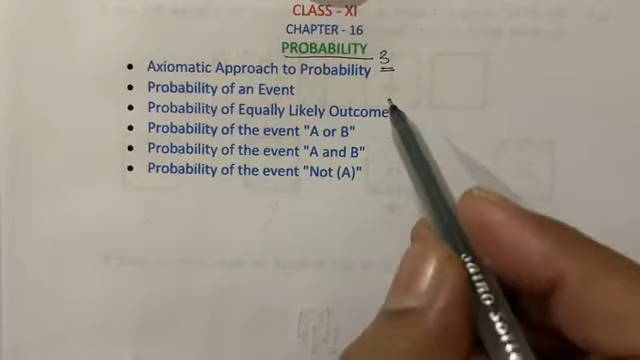 CLASS - XI
CHAPTER - 16
PROBABILITY
Axiomatic Approach to Probability 3
Probability of an Event
Probability of Equally Likely Outcome
Probability of the event "A or B"
Probability of the event "A and B"
Probability of the event "Not (A)"